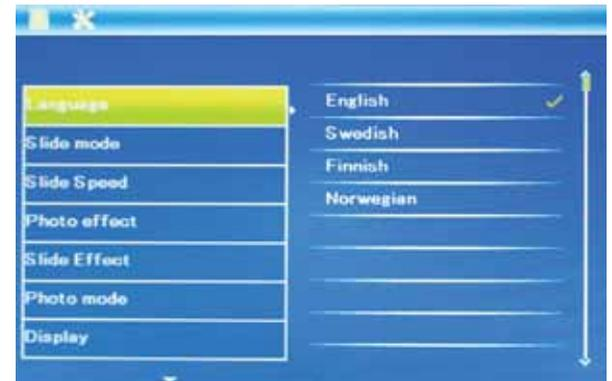 Language
Slide mode
Slide Speed
Photo effect
Slide Effect
Photo mode
Display
English
Swedish
Finnish
Norwegian